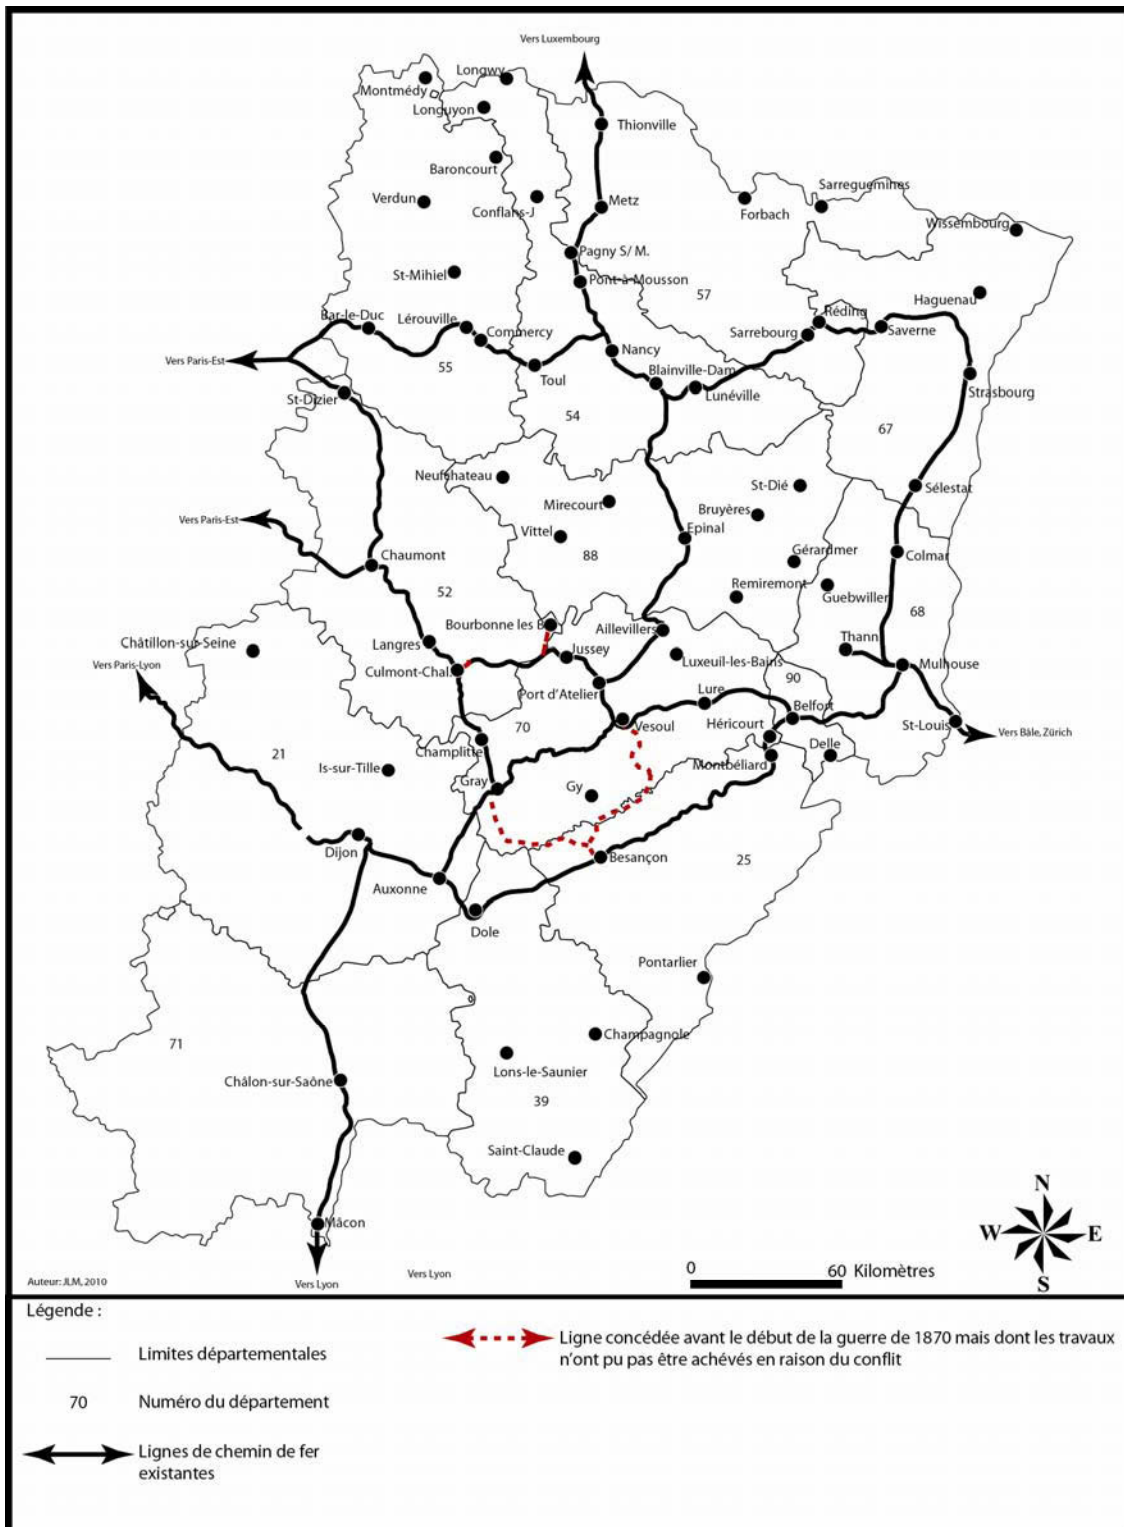 Vers Luxembourg
Longwy
Montmédy
Longuyon
Thionville
Baroncourt
Sarreguemines
Verdun
Conflans-J
Metz
Forbach
Wissembourg
Pagny S/ M.
St-Mihiel
Pont-à-Mousson
57
Haguenau
Bar-le-Duc
Lérouville
Réding
Commercy
Sarrebourg
Saverne
Vers Paris-Est
Nancy
55
Toul
Blainville-Dam
Lunéville
Strasbourg
St-Dizier
54
67
Neufchateau
St-Dié
Sélestat
Mirecourt
Bruyères
Vers Paris-Est
Vittel
Epinal
Chaumont
88
Gérardmer
Colmar
52
Remiremont
Guebwiller
68
Bourbonne les B
Aillevillers
Châtillon-sur-Seine
Langres
Jussey
Thann
Vers Paris-Lyon
Culmont-Chal.
Luxeuil-les-Bains
Mulhouse
Port d'Atelier
Lure
90
Belfort
70
Vesoul
Héricourt
St-Louis
Vers Bâle, Zürich
21
Champlitte
Delle
Is-sur-Tille
Montbéliard
Gray
Gy
Dijon
Besançon
25
Auxonne
Dole
Pontarlier
71
Champagnole
Lons-le-Saunier
Châlon-sur-Saône
39
Saint-Claude
N
Mâcon
W
E
0
60 Kilomètres
S
Auteur: JLM, 2010
Vers Lyon
Vers Lyon
Légende :
Ligne concédée avant le début de la guerre de 1870 mais dont les travaux
n'ont pu pas être achévés en raison du conflit
Limites départementales
70
Numéro du département
Lignes de chemin de fer
existantes